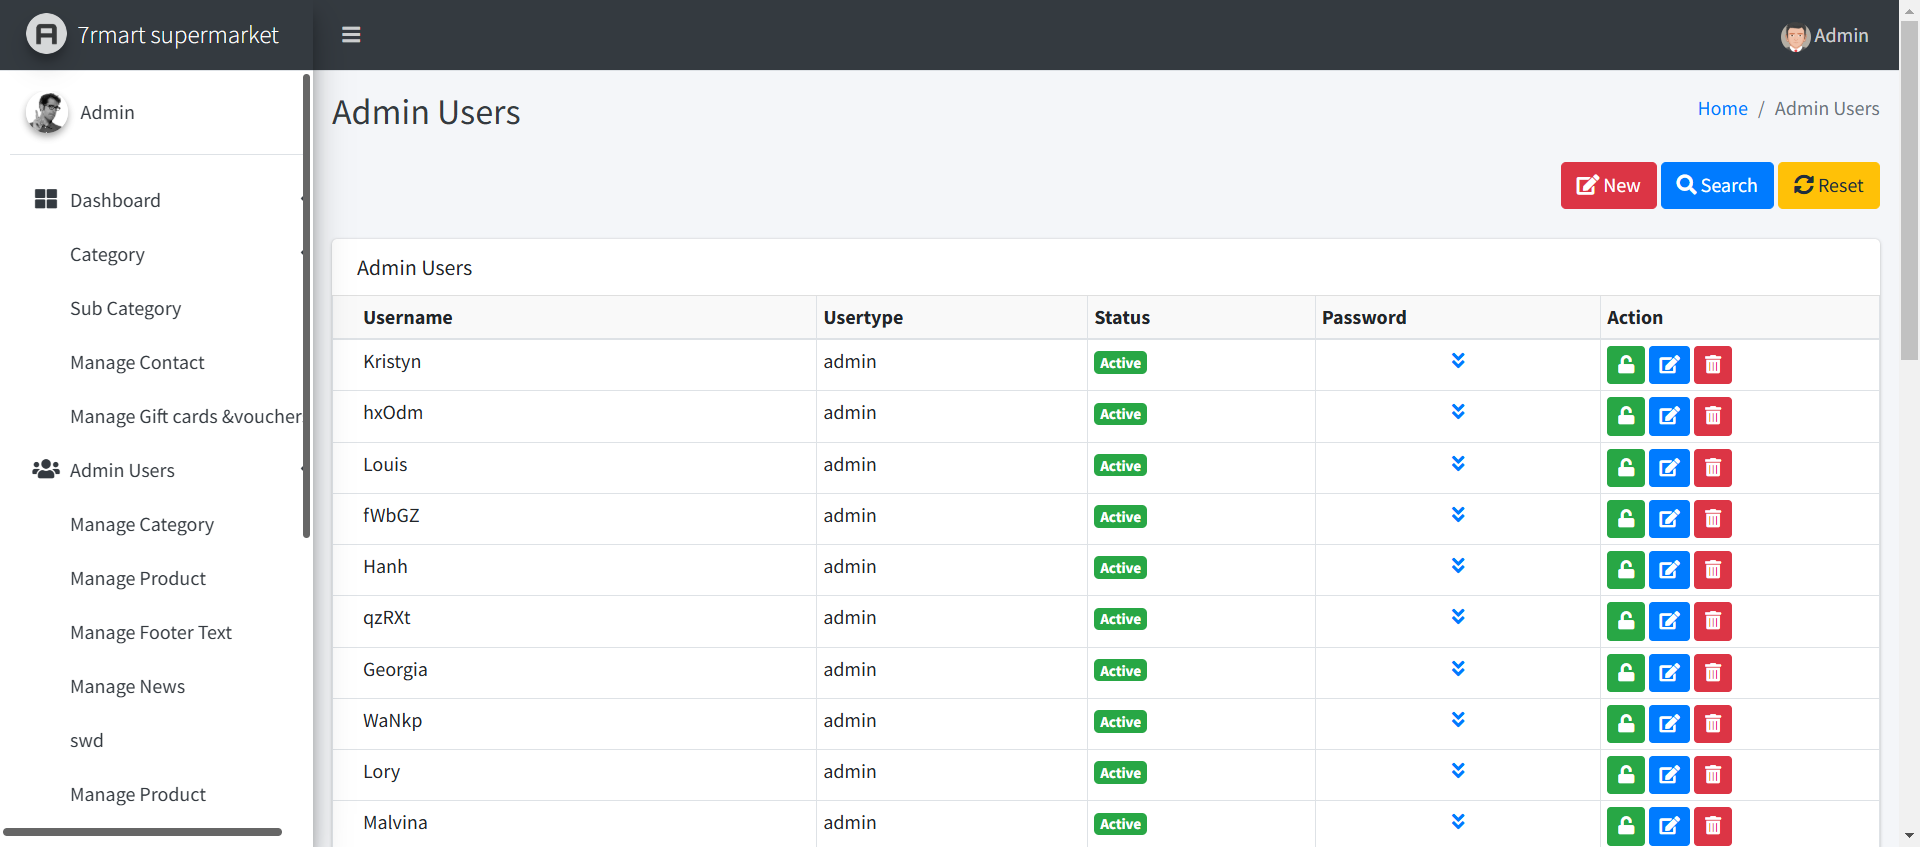 7rmart supermarket
Admin
Admin
Dashboard
Category
Sub Category
Manage Contact
Manage Gift cards &voucher
Admin Users
Manage Category
Manage Product
Manage Footer Text
Manage News
swd
Manage Product
Admin Users
Home / Admin Users
New Search Reset
Admin Users
Username Usertype Status Password Action
Kristyn admin Active
hxOdm admin Active
Louis admin Active
fWbGZ admin Active
Hanh admin Active
qzRXt admin Active
Georgia admin Active
WaNkp admin Active
Lory admin Active
Malvina admin Active